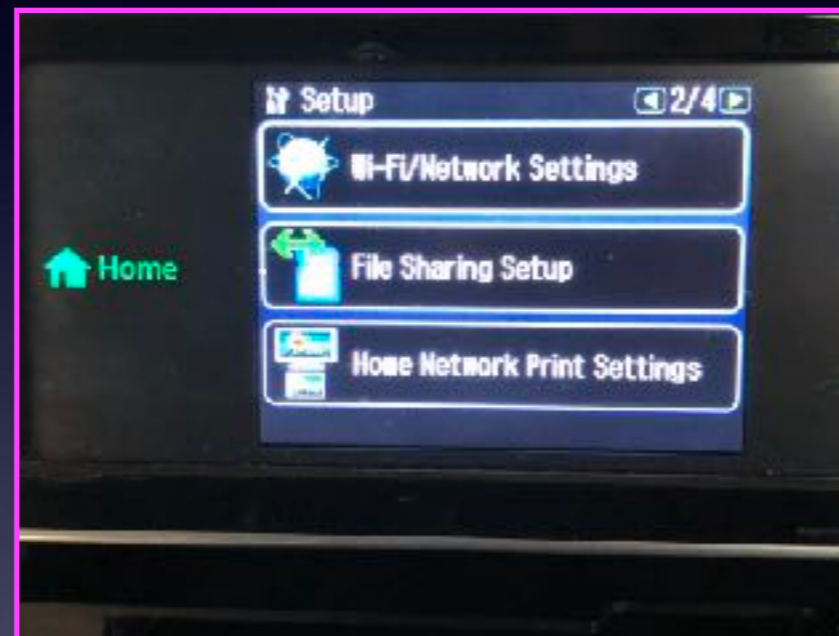 Setup
2/4
Wi-Fi/Network Settings
Home
File Sharing Setup
Home Network Print Settings